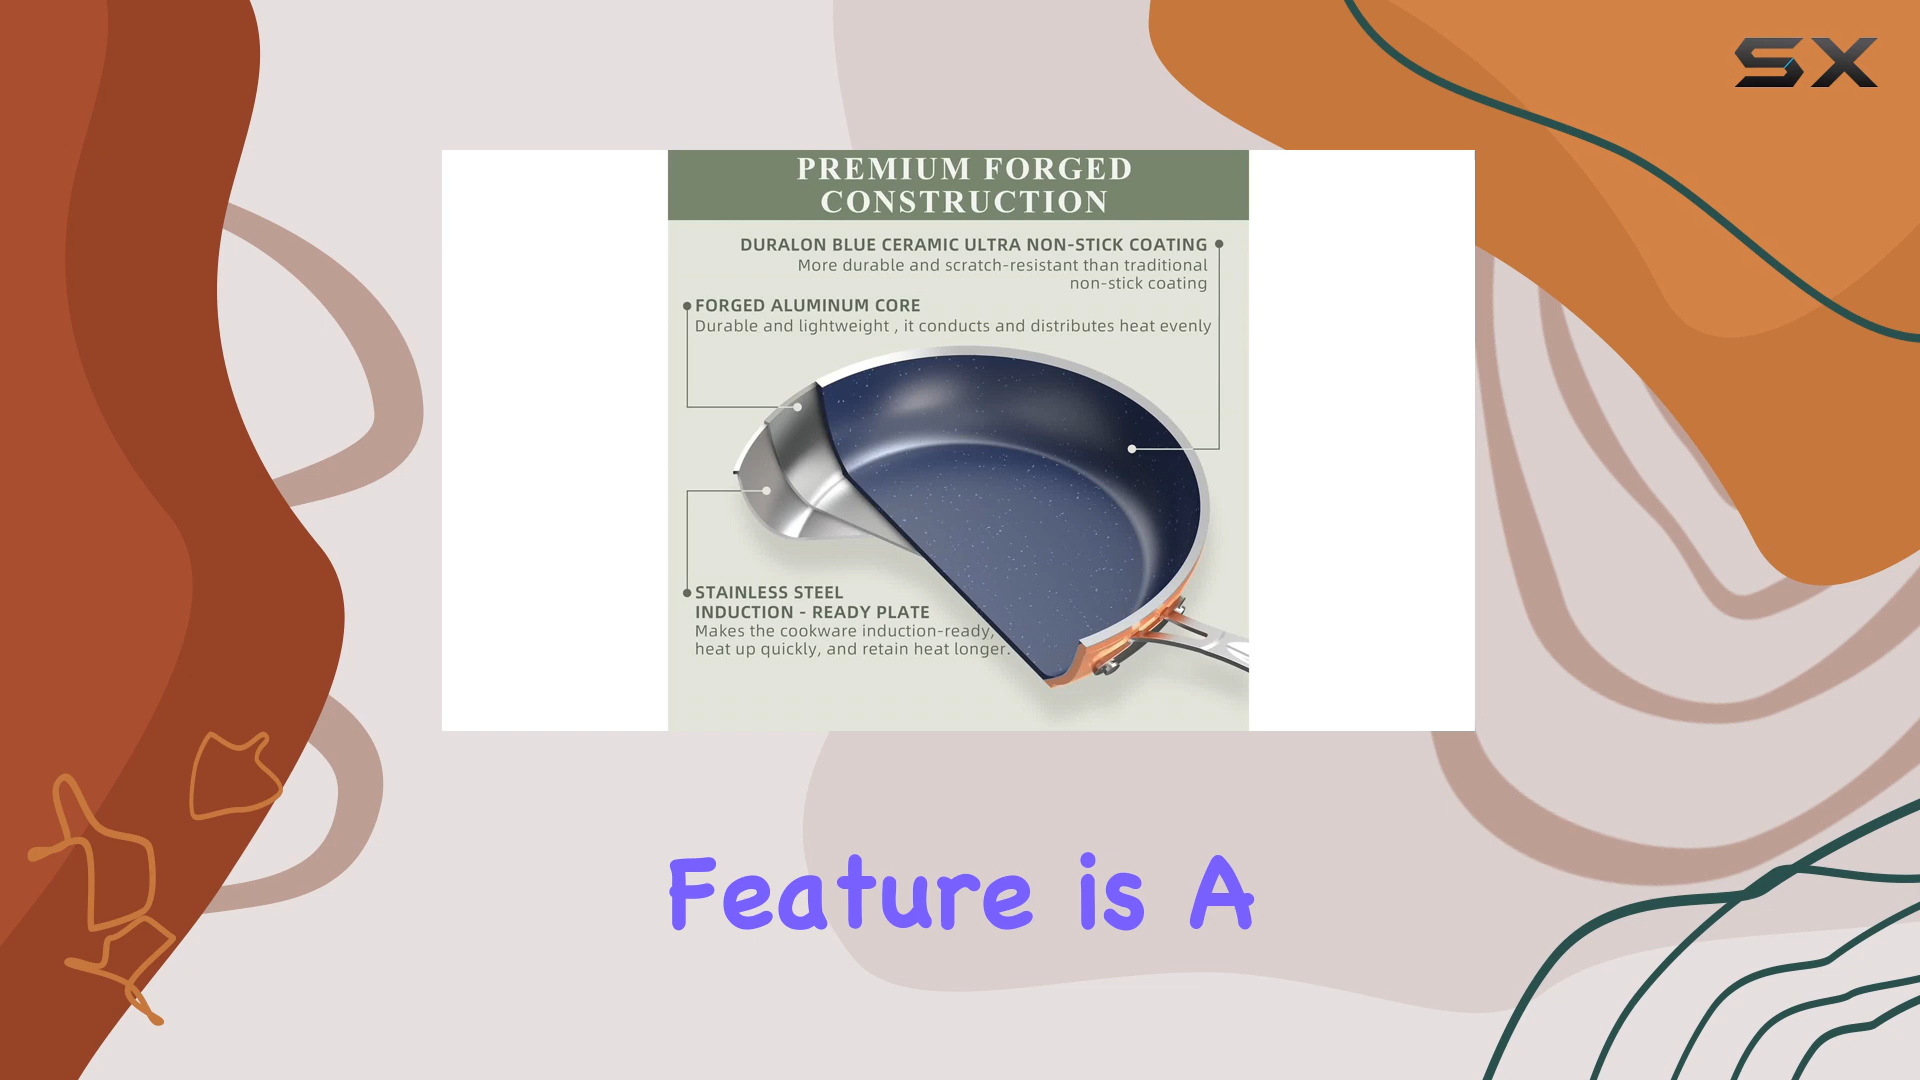 SX
PREMIUM FORGED
CONSTRUCTION
DURALON BLUE CERAMIC ULTRA NON-STICK COATING
More durable and scratch-resistant than traditional
non-stick coating
FORGED ALUMINUM CORE
Durable and lightweight , it conducts and distributes heat evenly
STAINLESS STEEL
INDUCTION - READY PLATE
Makes the cookware induction-ready,
heat up quickly, and retain heat longer.
Feature is A